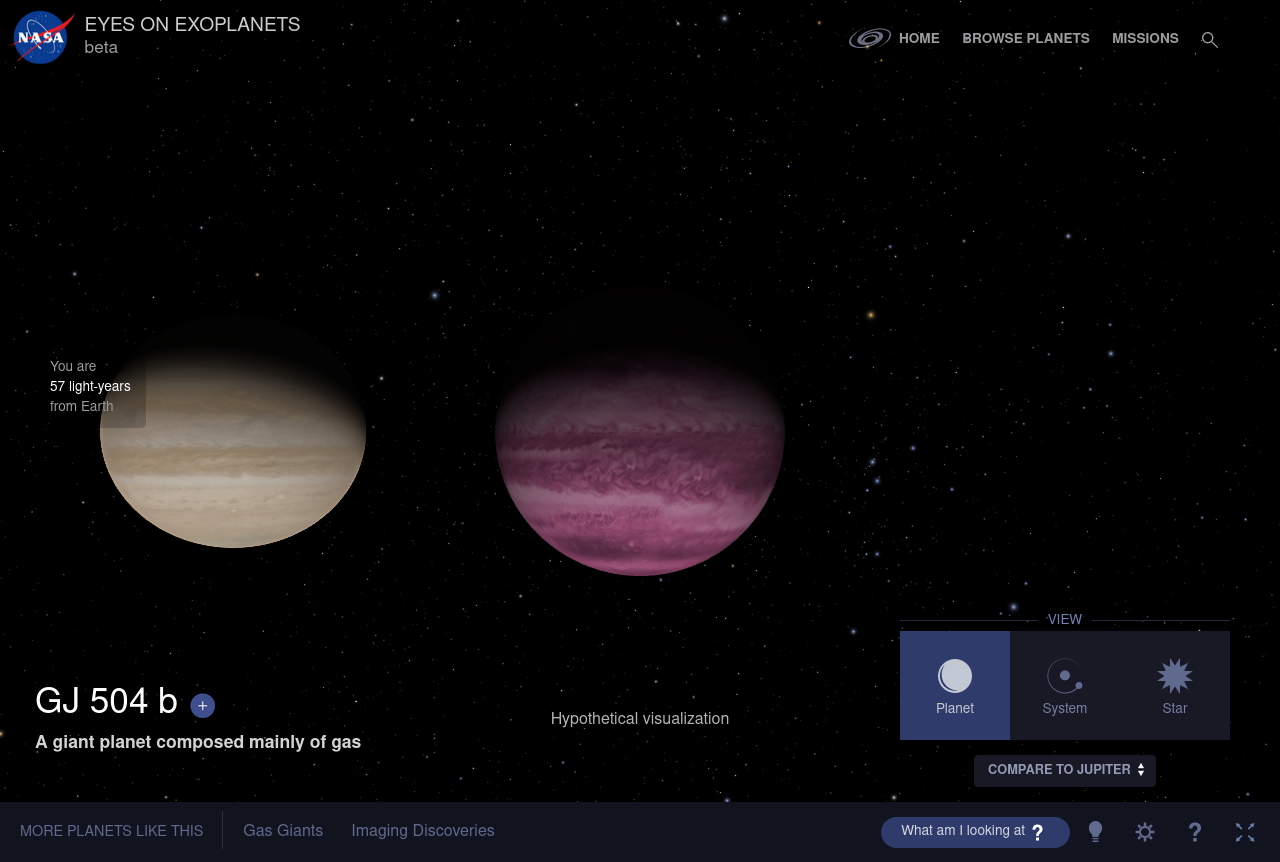 NASA
EYES ON EXOPLANETS
beta
HOME
BROWSE PLANETS
MISSIONS
You are
57 light-years
from Earth
VIEW
Planet
System
Star
GJ 504 b +
A giant planet composed mainly of gas
Hypothetical visualization
COMPARE TO JUPITER
MORE PLANETS LIKE THIS
Gas Giants
Imaging Discoveries
What am I looking at ?
?